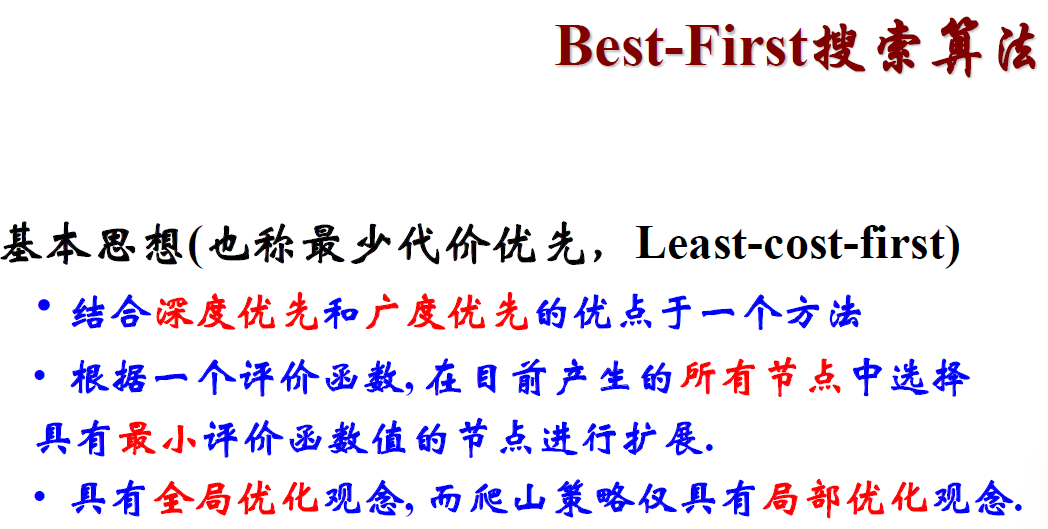 Best-First搜索算法
基本思想(也称最少代价优先，Least-cost-first)
• 结合深度优先和广度优先的优点于一个方法
• 根据一个评价函数, 在目前产生的所有节点中选择
具有最小评价函数值的节点进行扩展.
• 具有全局优化观念, 而爬山策略仅具有局部优化观念.